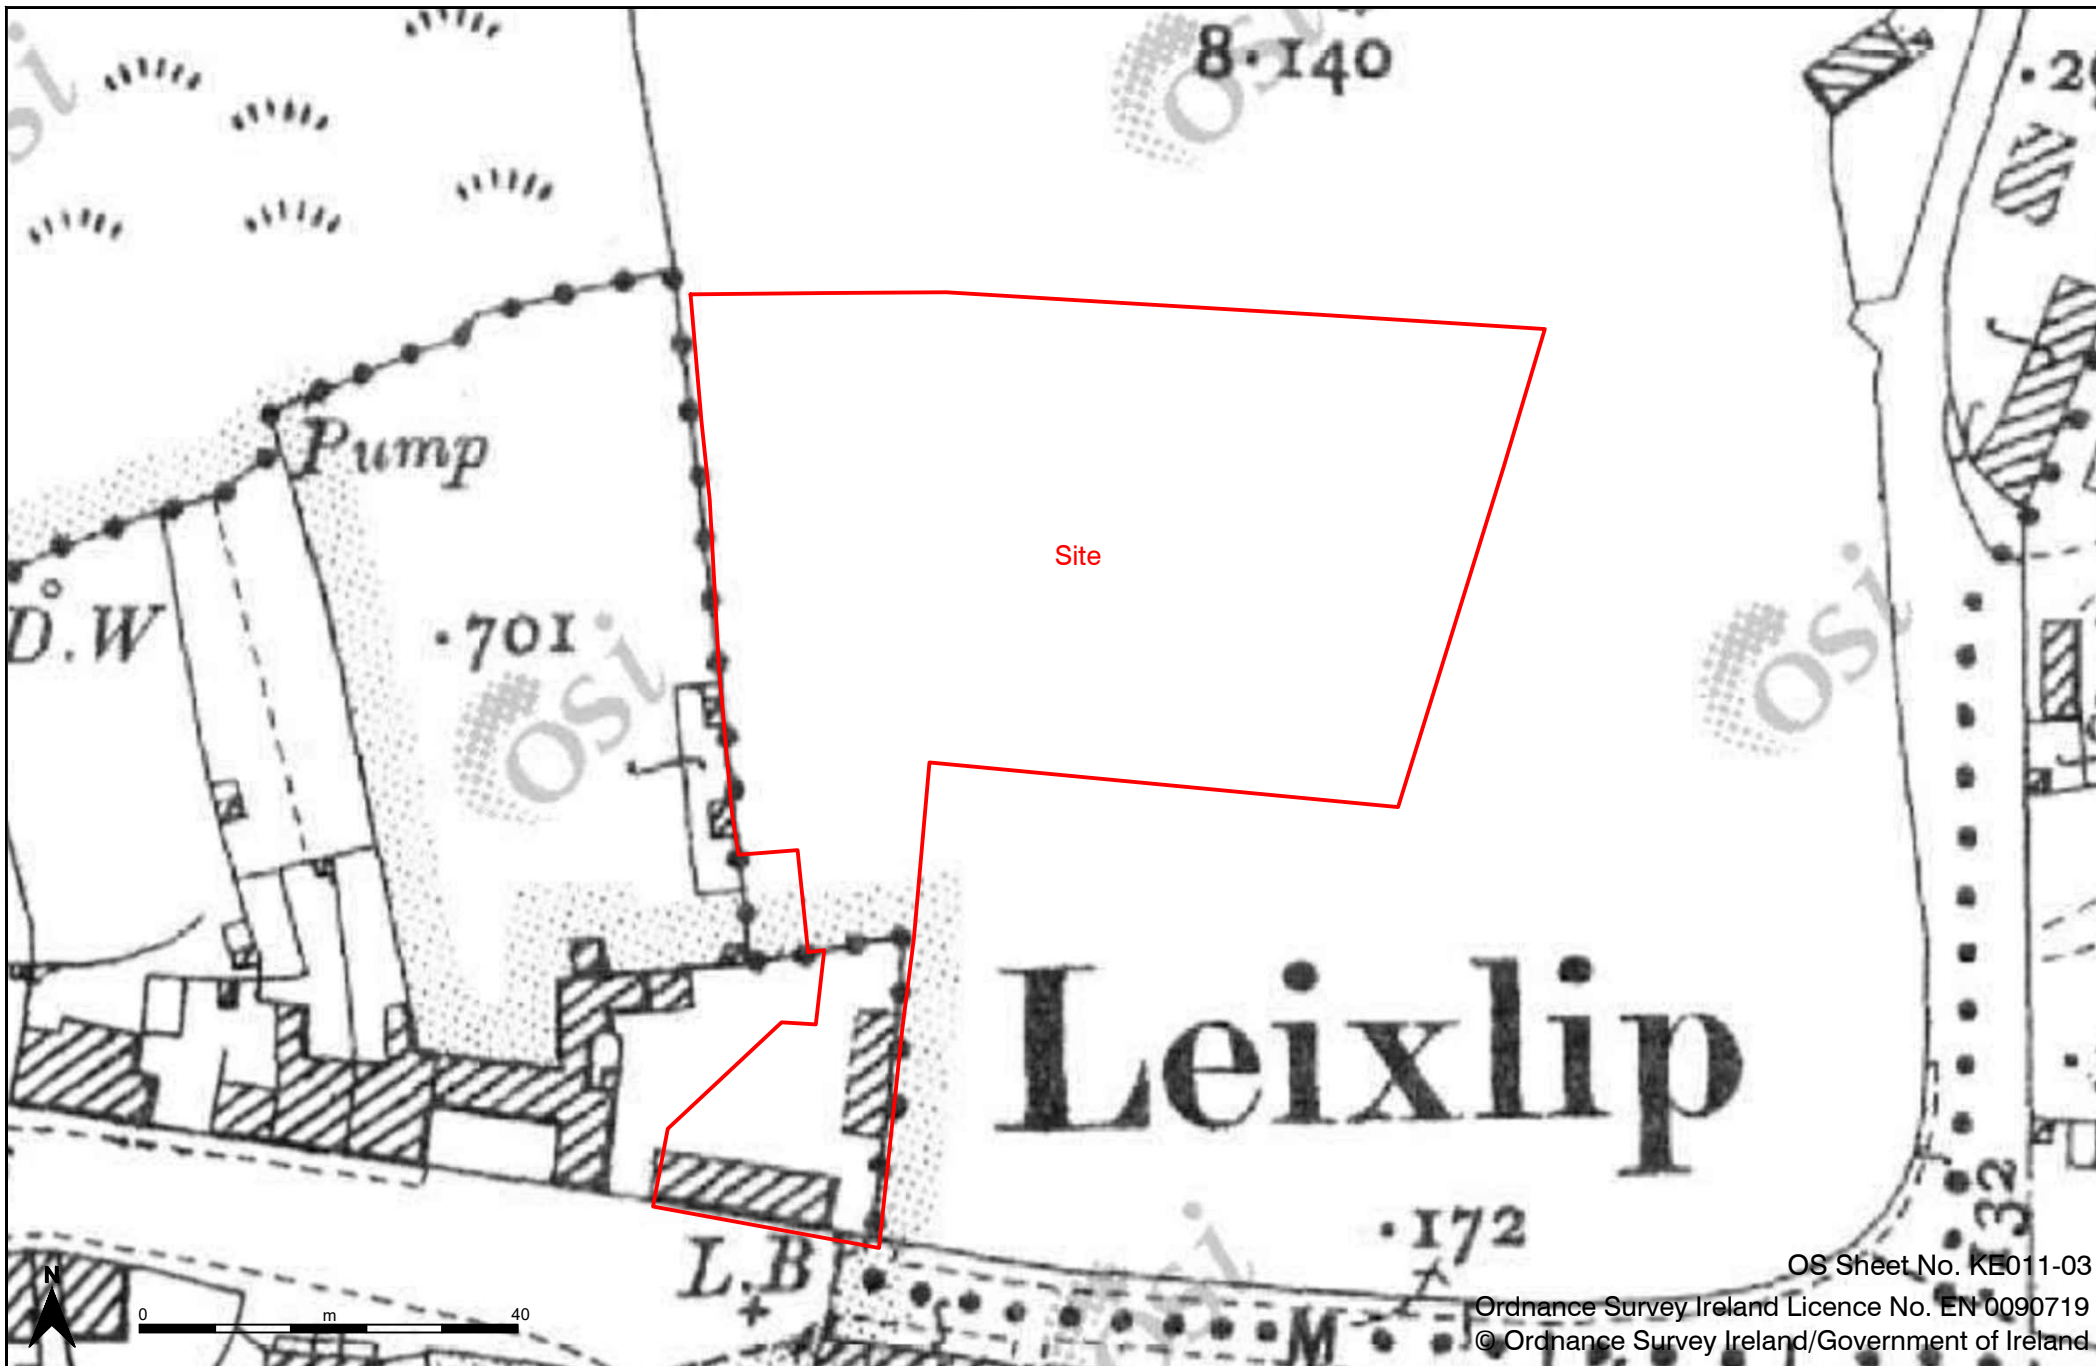 8·140
Pump
Site
D.W
·701
osi
osi
osi
Leixlip
·172
132
L.B
M
N
0 m 40
OS Sheet No. KE011-03
Ordnance Survey Ireland Licence No. EN 0090719
© Ordnance Survey Ireland/Government of Ireland